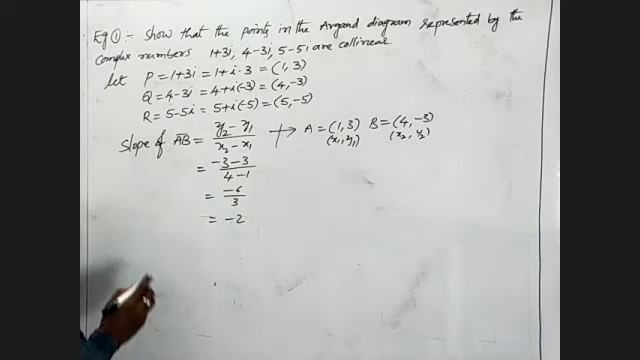 Eg ① :- Show that the points in the Argand diagram represented by the
complex numbers 1+3i, 4-3i, 5-5i are collinear.
let P = 1+3i = 1+i·3 = (1, 3)
Q = 4-3i = 4+i(-3) = (4, -3)
R = 5-5i = 5+i(-5) = (5, -5)
Slope of AB = y₂ - y₁ / x₂ - x₁ → A = (1, 3) B = (4, -3)
(x₁, y₁) (x₂, y₂)
= -3-3 / 4-1
= -6 / 3
= -2